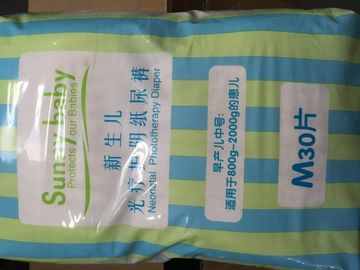 Sunny baby
Protects Your Babies
新生儿
光疗透明纸尿裤
Neonatal Phototherapy Diaper
早产儿中号:
适用于800g-2000g的患儿
M30片